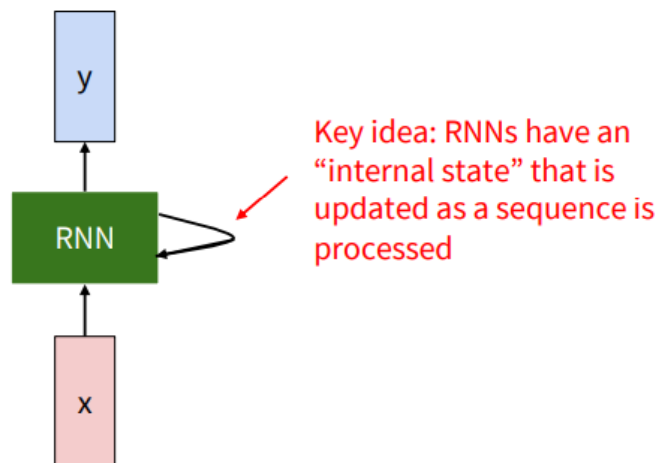 y
Key idea: RNNs have an
“internal state” that is
updated as a sequence is
processed
RNN
x